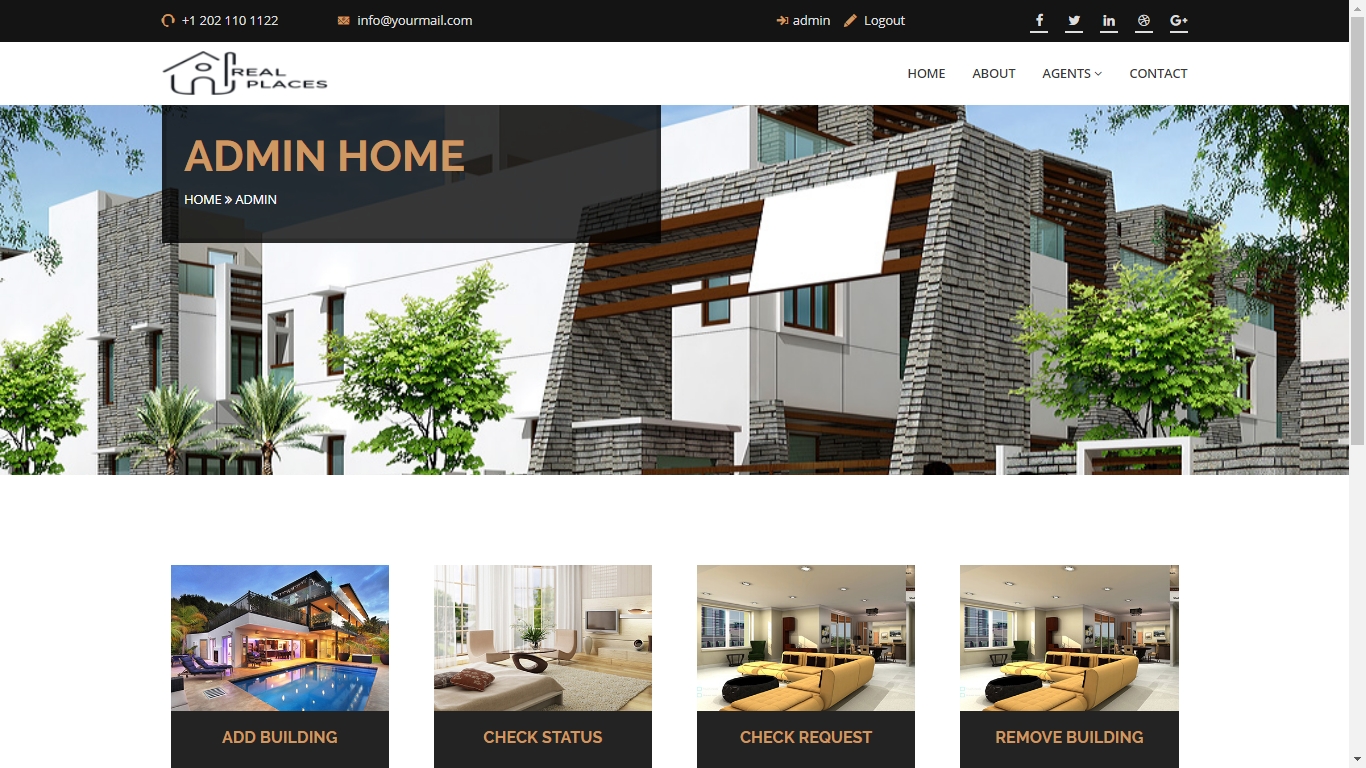 +1 202 110 1122 info@yourmail.com admin Logout
REAL
PLACES
HOME ABOUT AGENTS CONTACT
ADMIN HOME
HOME » ADMIN
ADD BUILDING CHECK STATUS CHECK REQUEST REMOVE BUILDING